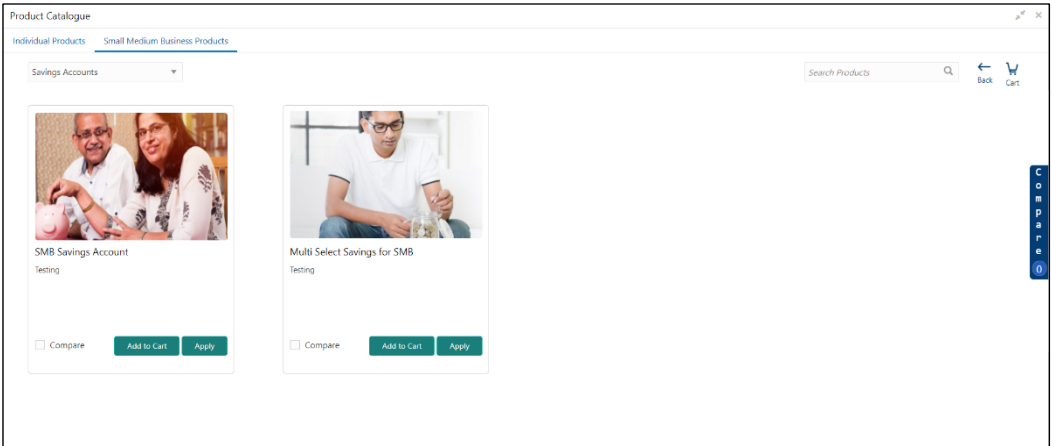 Product Catalogue
Individual Products Small Medium Business Products
Savings Accounts
Search Products
Back
Cart
SMB Savings Account
Testing
Compare Add to Cart Apply
Multi Select Savings for SMB
Testing
Compare Add to Cart Apply
Compare 0